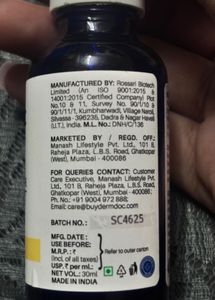 MANUFACTURED BY: Rossari Biotech
Limited (An ISO 9001:2015 &
14001:2015 Certified Company) Plot
No.10 & 11, Survey No. 90/1/10 &
90/11/1, Kumbharwadi, Village Naroli,
Silvassa- 396235, Dadra & Nagar Haveli
(U.T.), India. M.L. No.: DNH/C/136
MARKETED BY / REGD. OFF.:
Manash Lifestyle Pvt. Ltd., 101 B,
Raheja Plaza, L.B.S. Road, Ghatkopar
(West), Mumbai - 400086
FOR QUERIES CONTACT: Customer
Care Executive, Manash Lifestyle Pvt.
Ltd., 101 B, Raheja Plaza, L.B.S.
Road, Ghatkopar (West), Mumbai -
400086, Ph.: +91 9004 972 888;
Email: care@buydermdoc.com
BATCH NO.: SC4625
MFG. DATE:
USE BEFORE:
M.R.P.: ₹
(incl. of all taxes)
USP. ₹ per mL.:
NET VOL.: 30ml
Refer to outer carton
MADE IN INDIA